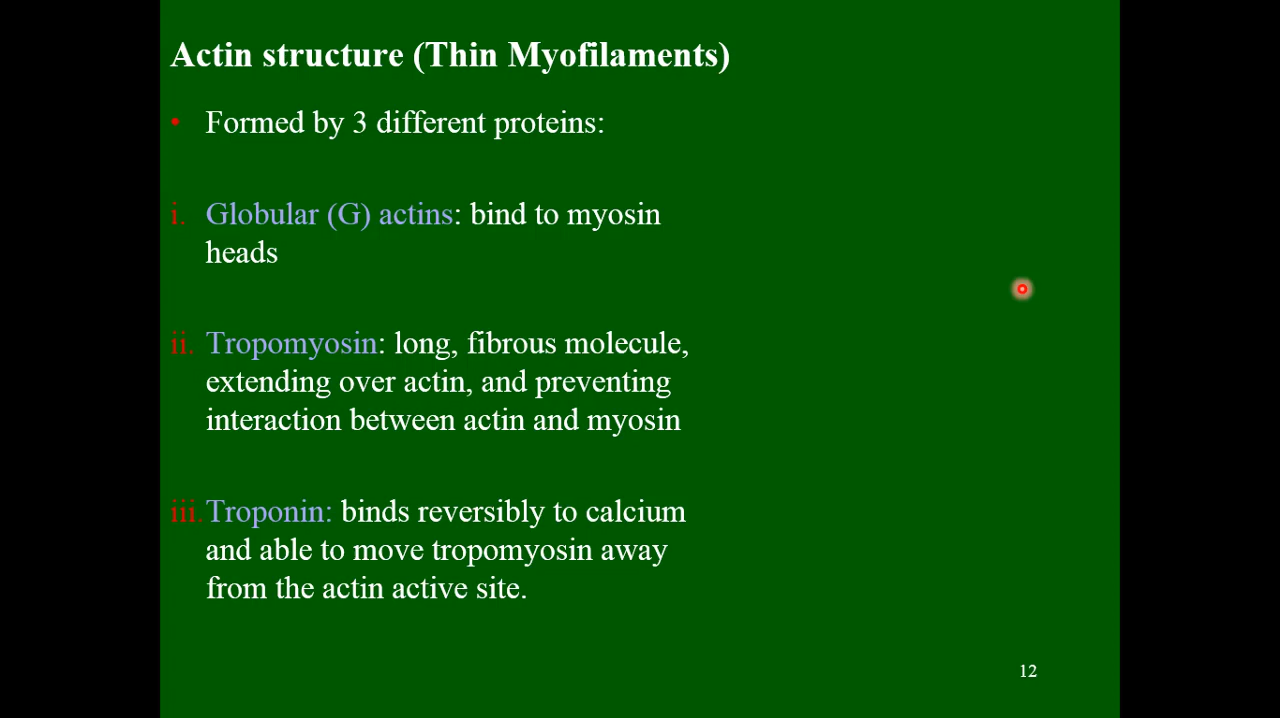 Actin structure (Thin Myofilaments)
• Formed by 3 different proteins:
i. Globular (G) actins: bind to myosin
heads
ii. Tropomyosin: long, fibrous molecule,
extending over actin, and preventing
interaction between actin and myosin
iii. Troponin: binds reversibly to calcium
and able to move tropomyosin away
from the actin active site.
12